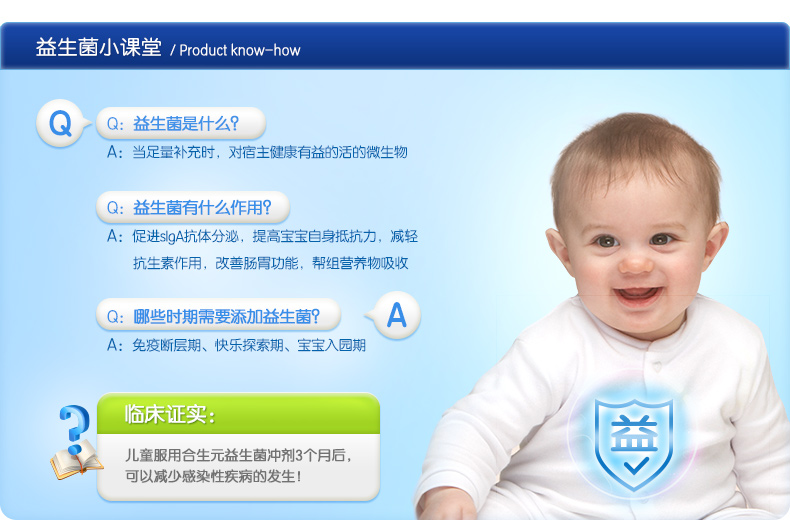 益生菌小课堂 / Product know-how
Q
Q：益生菌是什么？
A：当足量补充时，对宿主健康有益的活的微生物
Q：益生菌有什么作用？
A：促进sIgA抗体分泌，提高宝宝自身抵抗力，减轻
抗生素作用，改善肠胃功能，帮组营养物吸收
Q：哪些时期需要添加益生菌？
A
A：免疫断层期、快乐探索期、宝宝入园期
临床证实：
儿童服用合生元益生菌冲剂3个月后，
可以减少感染性疾病的发生！
益